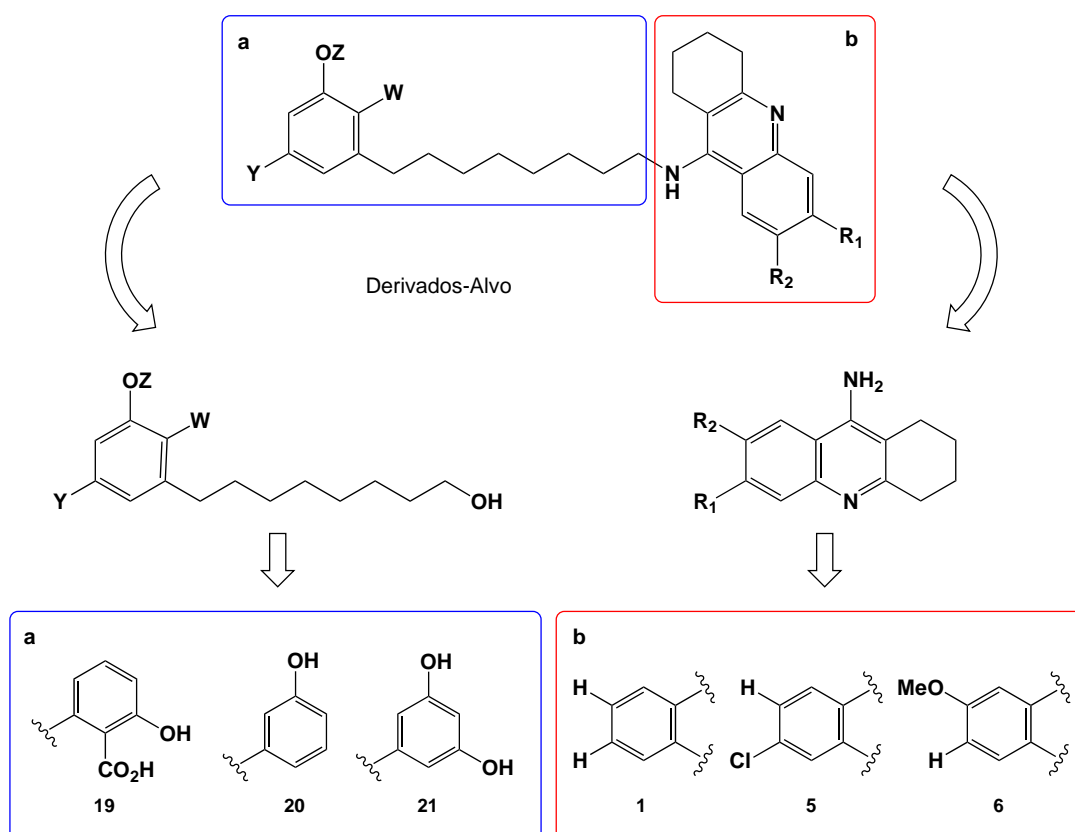 a
b
OZ
W
Y
N
N
H
R1
R2
Derivados-Alvo
OZ
W
Y
OH
NH2
R2
R1
N
a
OH
CO2H
19
OH
20
OH
OH
21
b
H
H
1
H
Cl
5
MeO
H
6